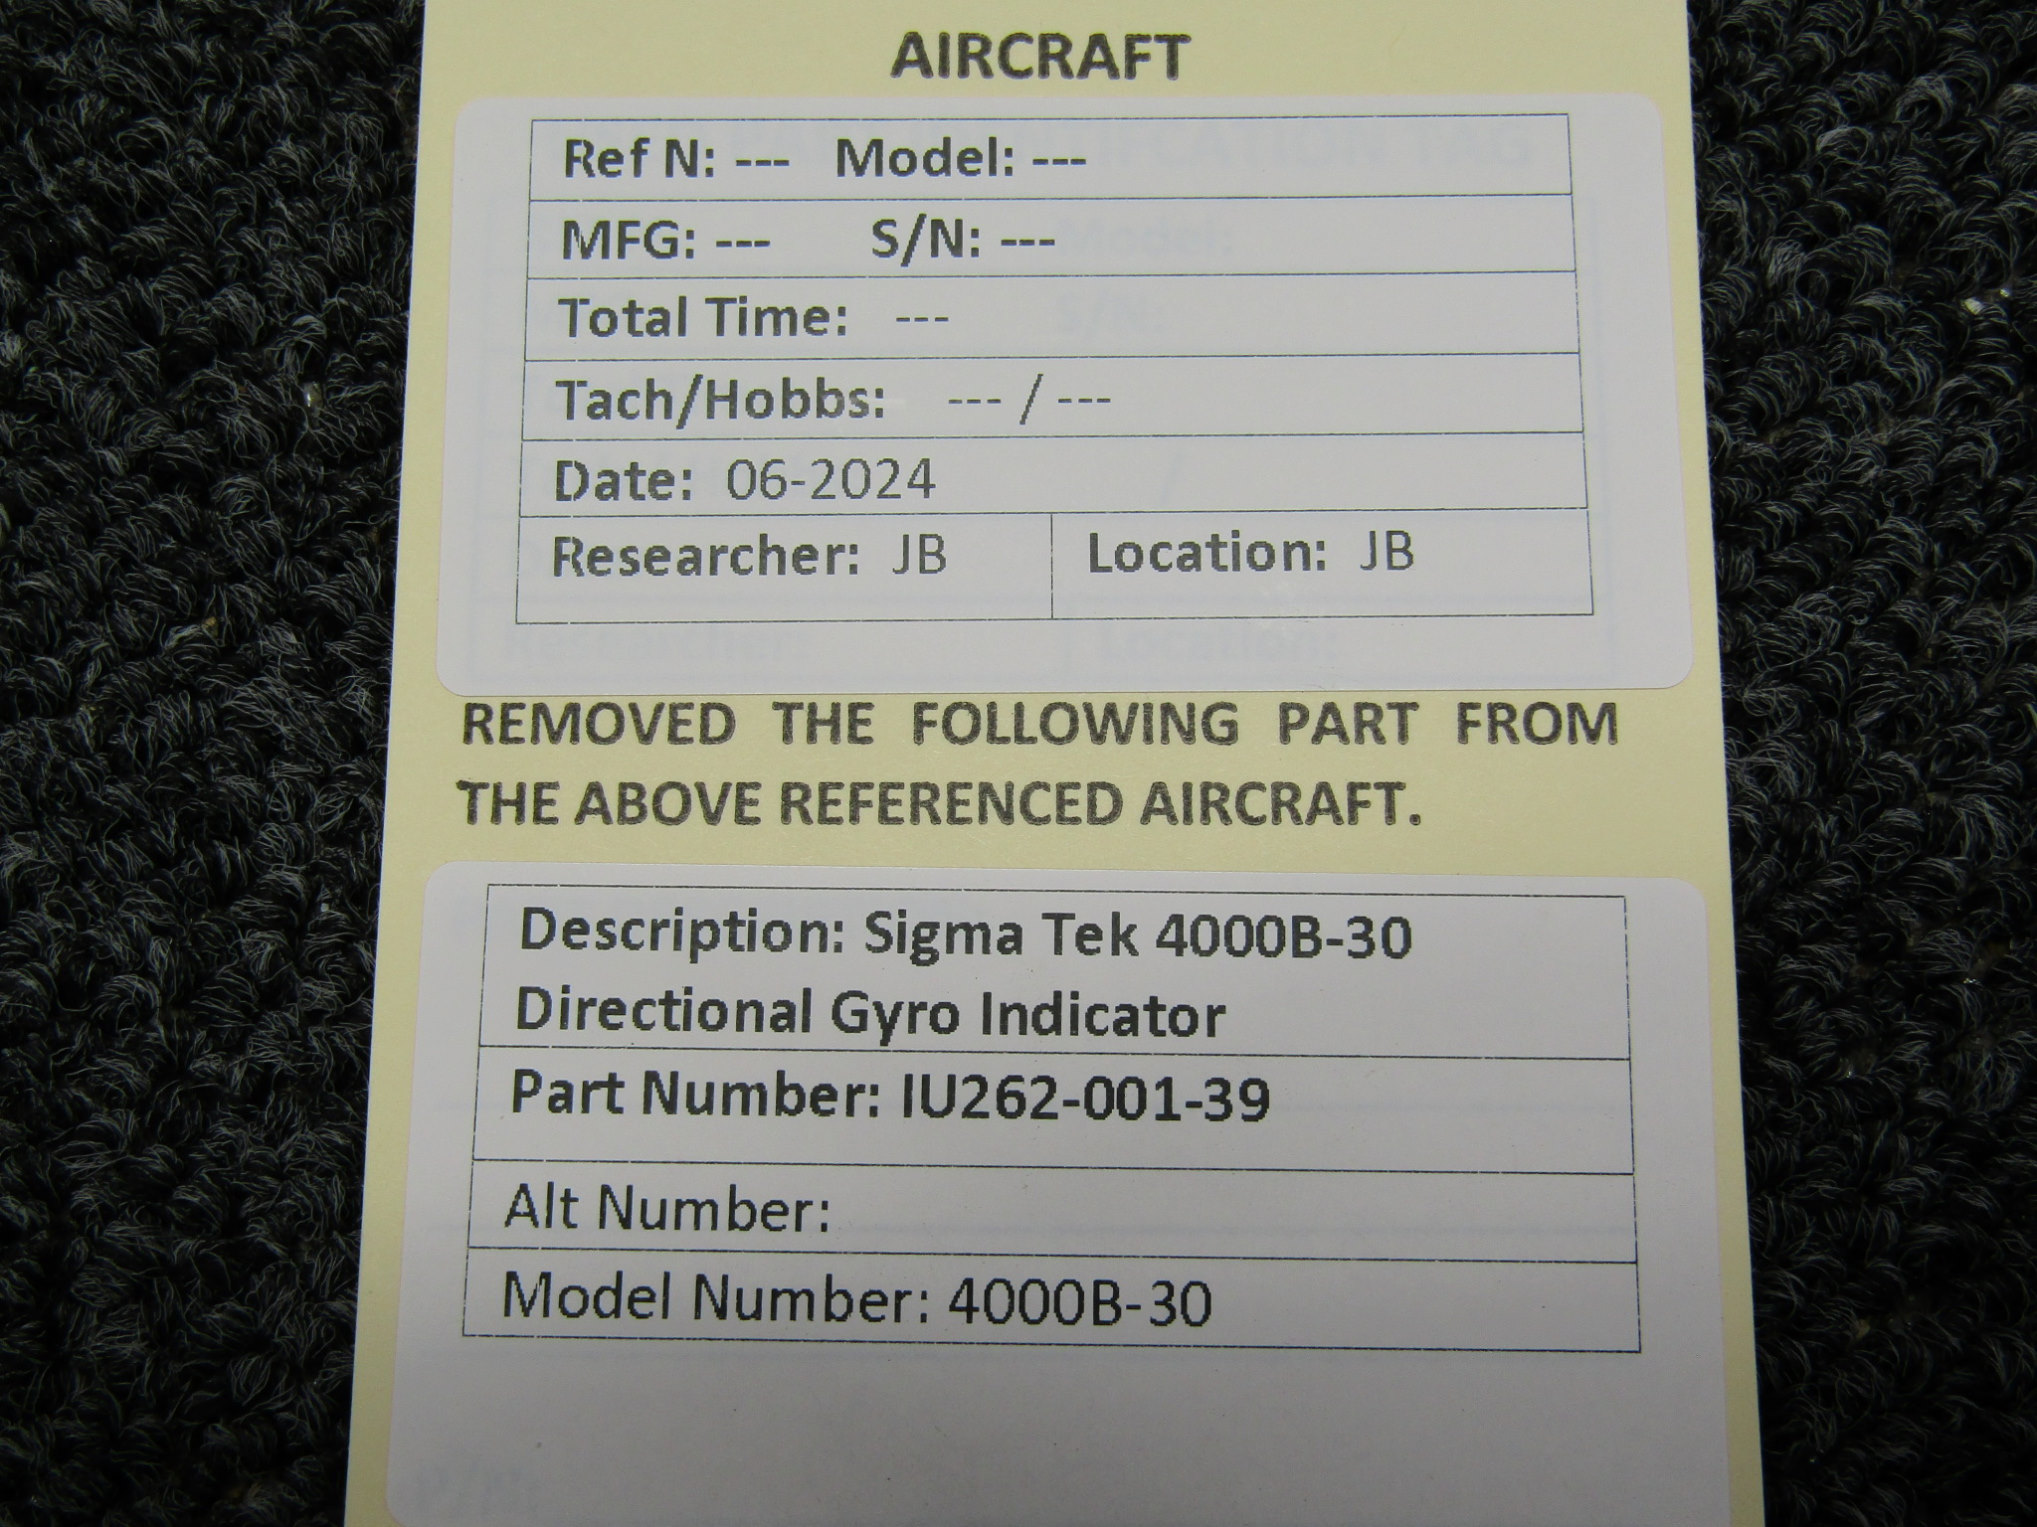 AIRCRAFT
Ref N: --- Model: ---
MFG: --- S/N: ---
Total Time: ---
Tach/Hobbs: --- / ---
Date: 06-2024
Researcher: JB Location: JB
REMOVED THE FOLLOWING PART FROM
THE ABOVE REFERENCED AIRCRAFT.
Description: Sigma Tek 4000B-30
Directional Gyro Indicator
Part Number: IU262-001-39
Alt Number:
Model Number: 4000B-30